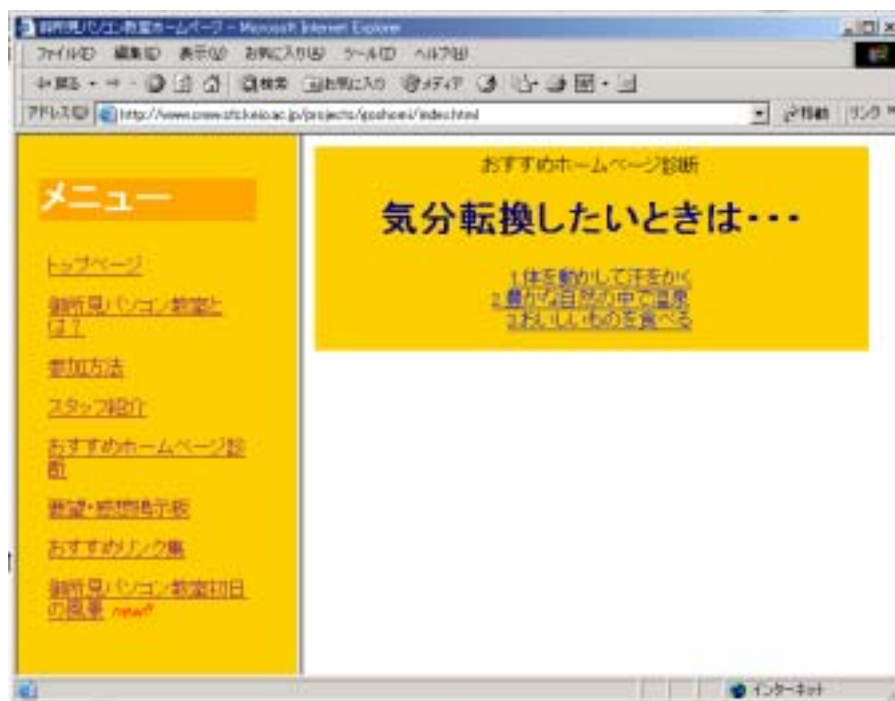 御所見パソコン教室ホームページ - Microsoft Internet Explorer
ファイル(F) 編集(E) 表示(V) お気に入り(A) ツール(T) ヘルプ(H)
戻る 検索 お気に入り メディア
アドレス(D) 移動 リンク
メニュー
トップページ
御所見パソコン教室と
は?
参加方法
スタッフ紹介
おすすめホームページ診
断
要望・感想掲示板
おすすめリンク集
御所見パソコン教室初日
の風景 new!!
おすすめホームページ診断
気分転換したいときは・・・
1.体を動かして汗をかく
2.豊かな自然の中で温泉
3.おいしいものを食べる
インターネット